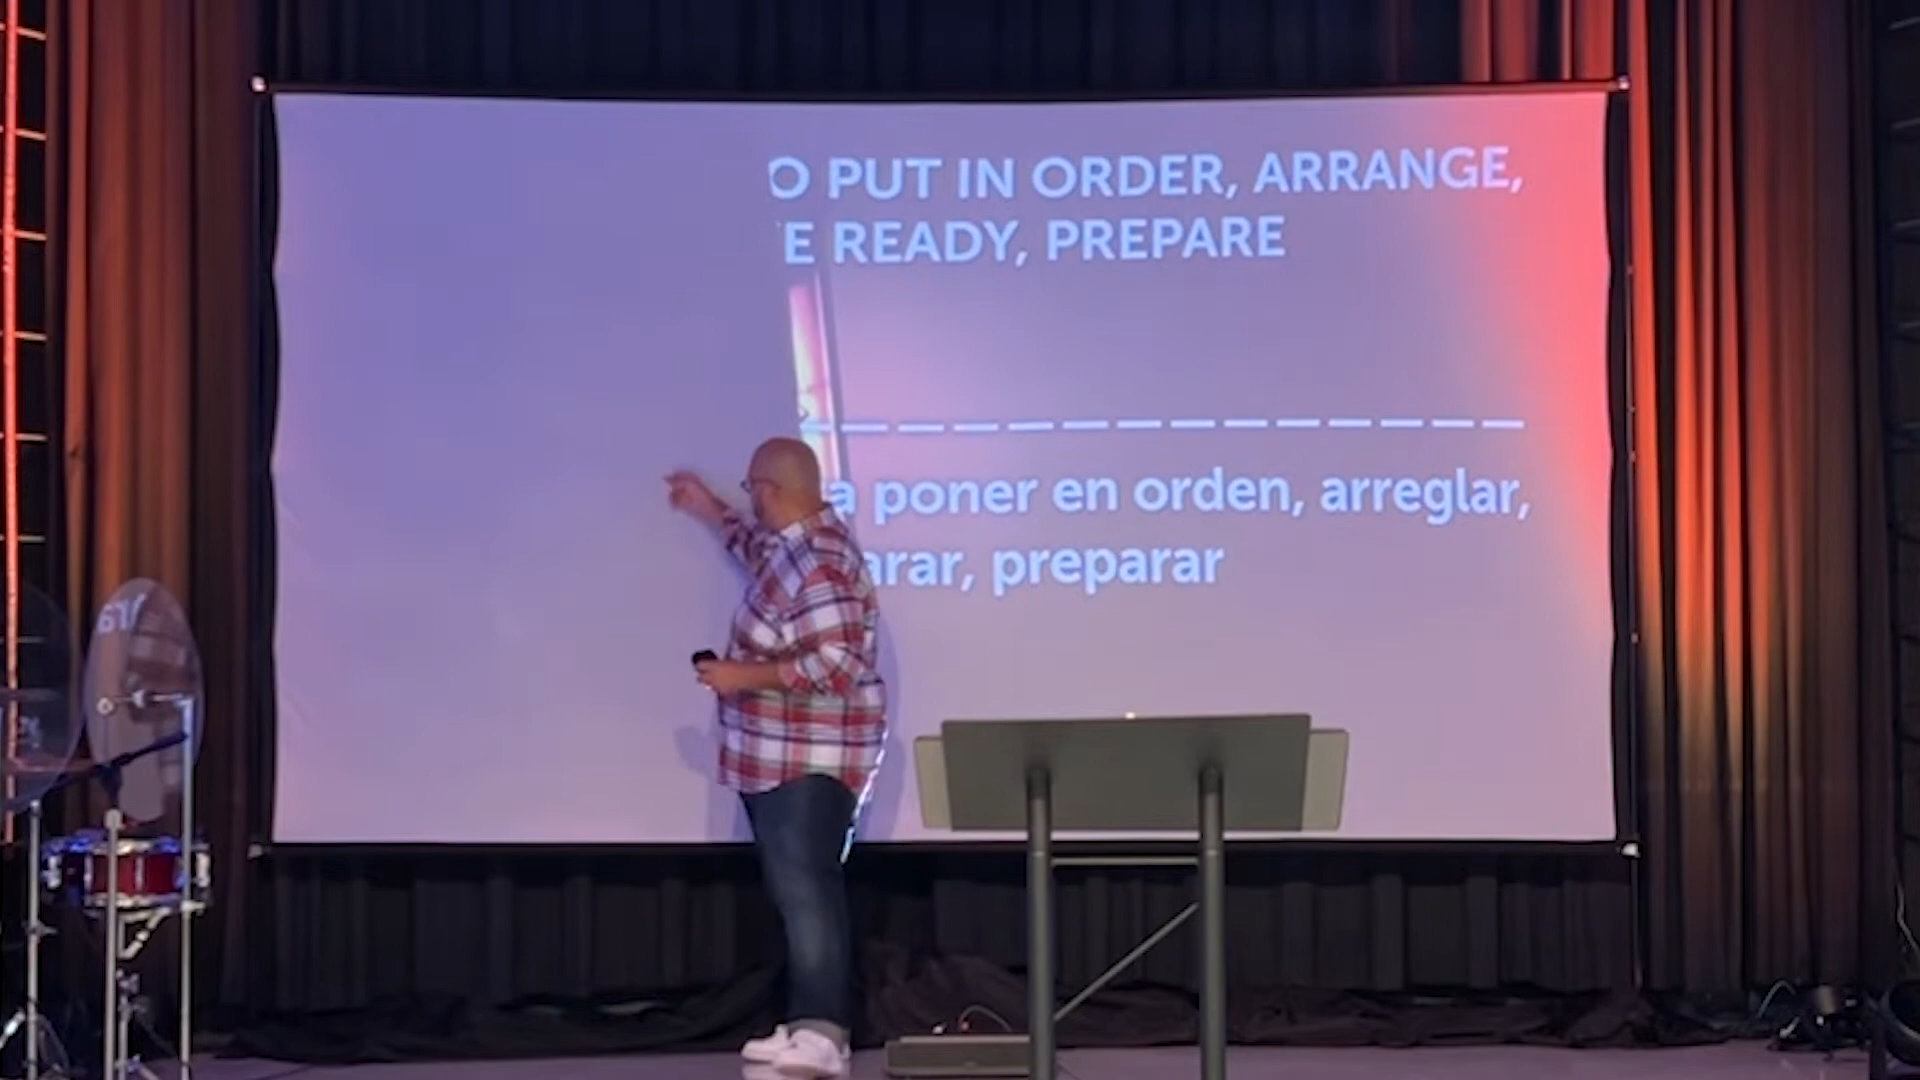 O PUT IN ORDER, ARRANGE,
E READY, PREPARE
a poner en orden, arreglar,
arar, preparar